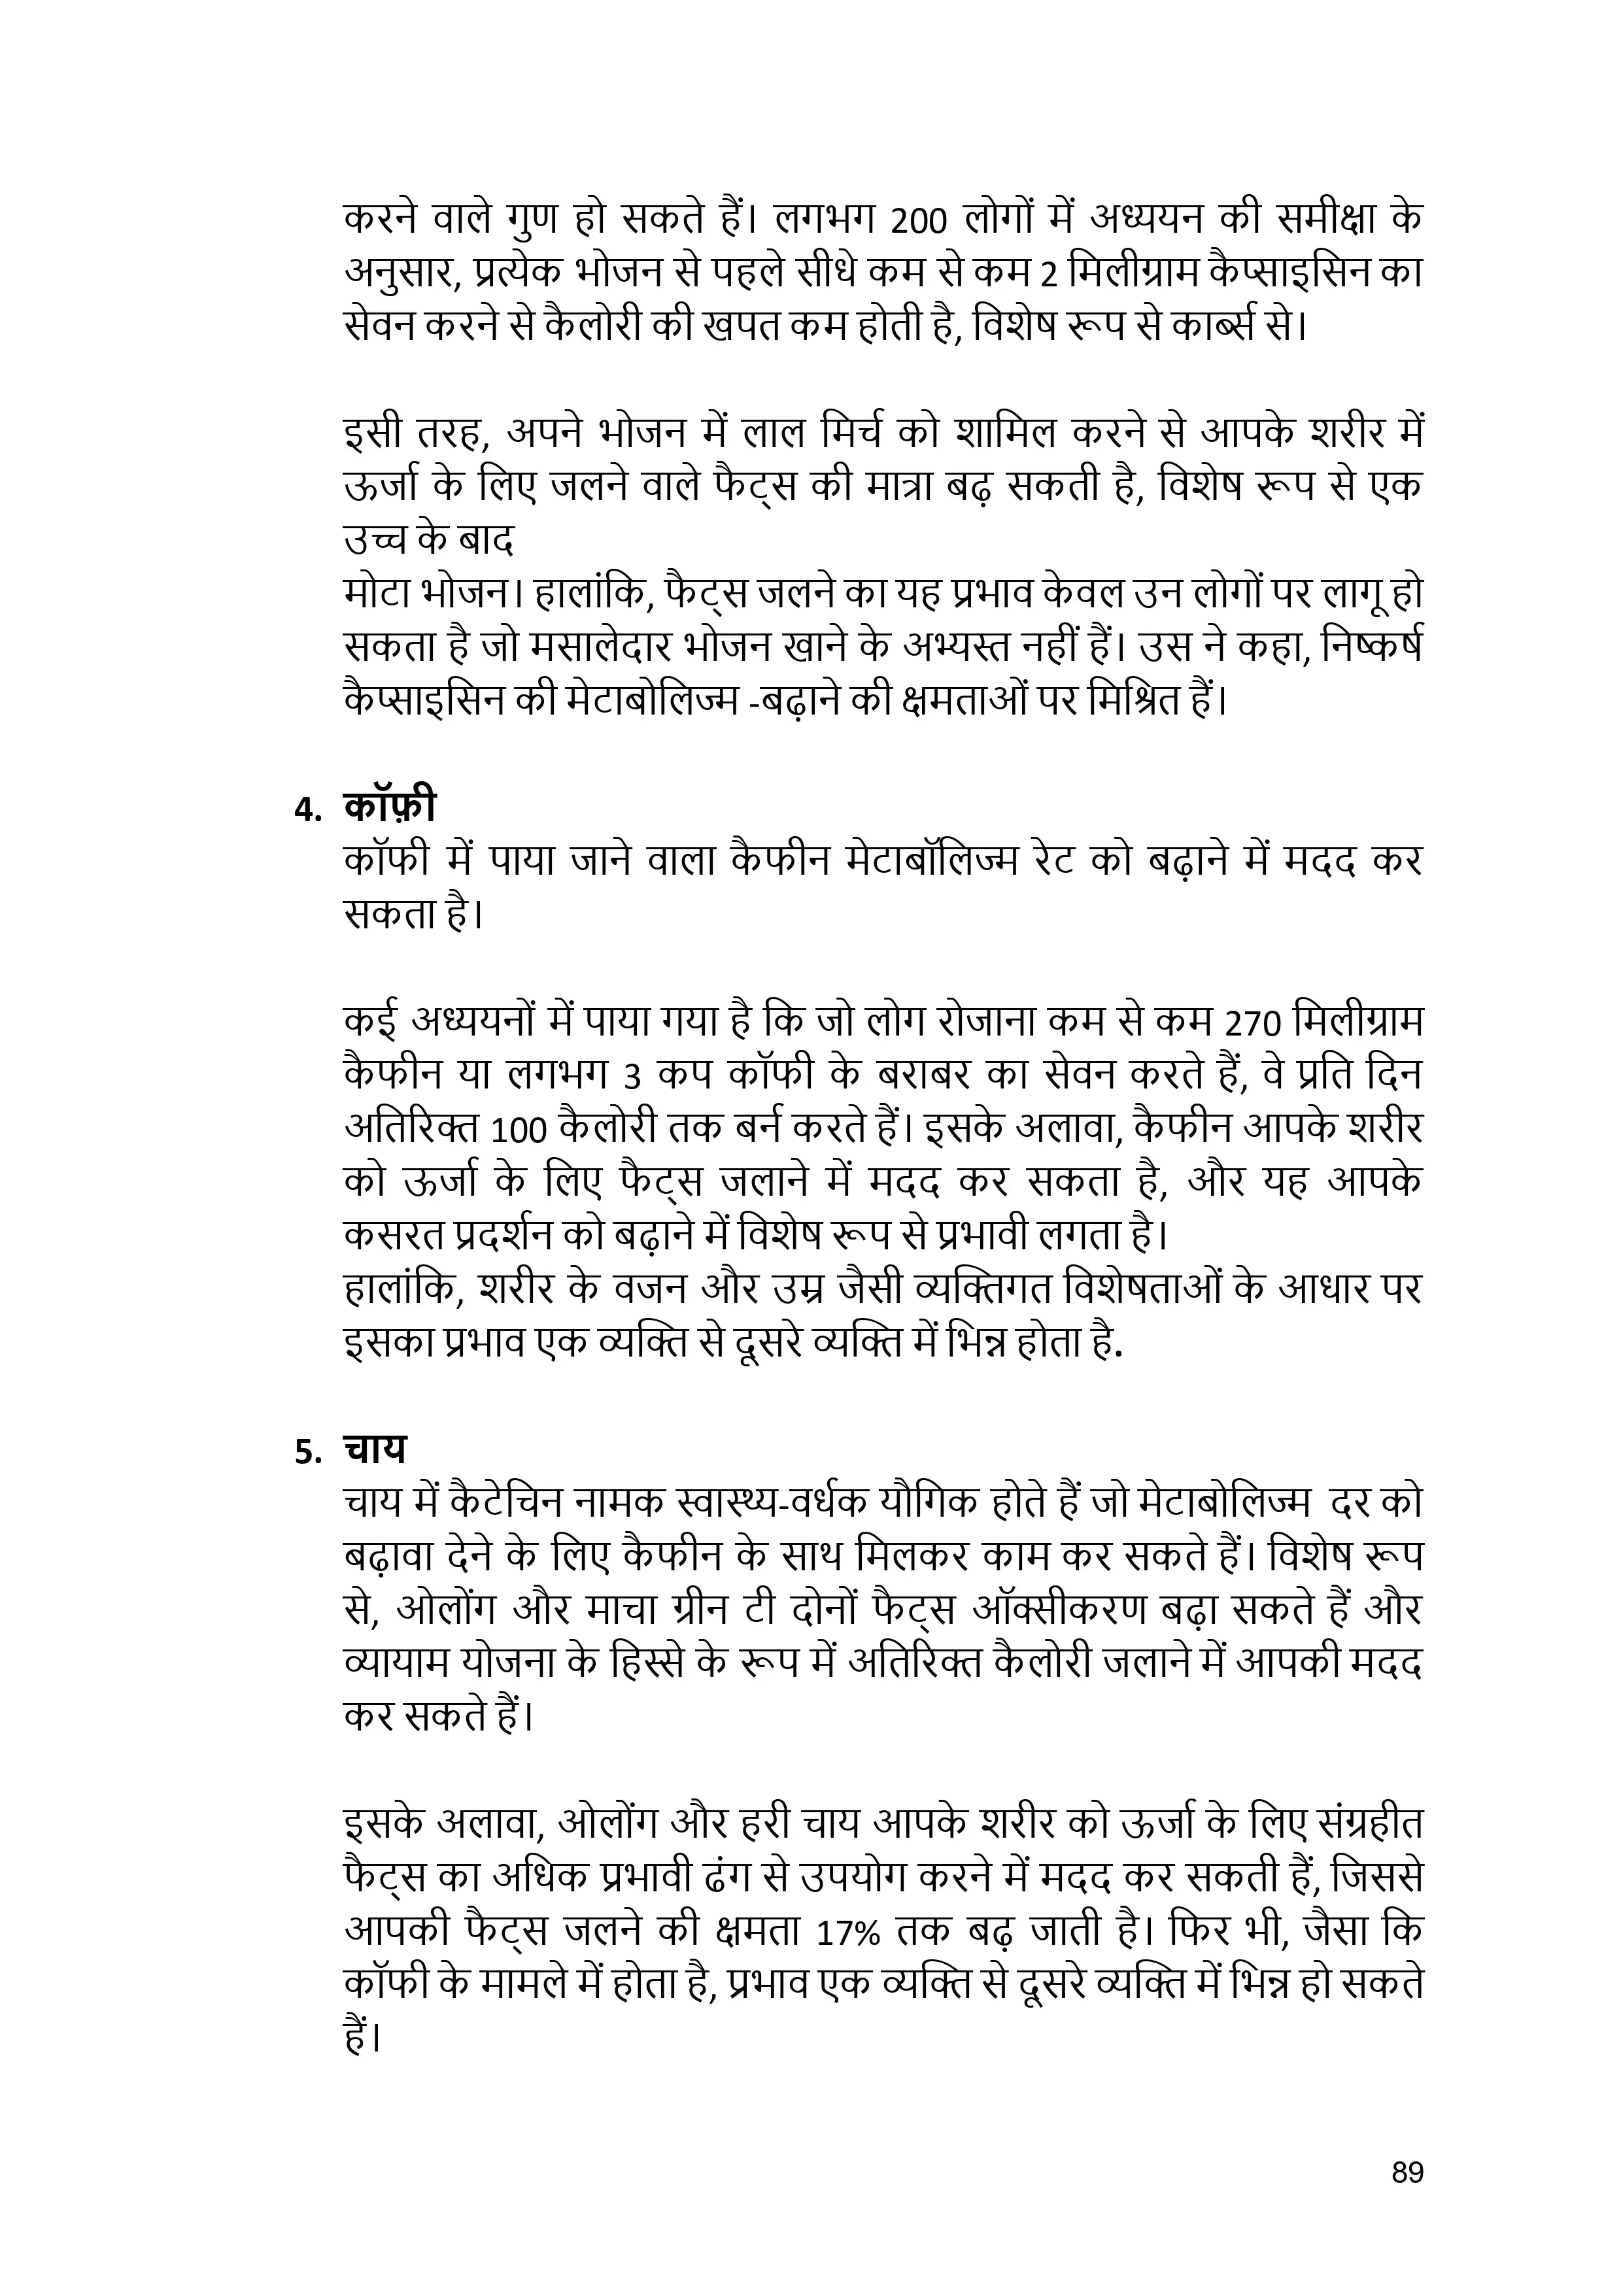 करने वाले गुण हो सकते हैं। लगभग 200 लोगों में अध्ययन की समीक्षा के
अनुसार, प्रत्येक भोजन से पहले सीधे कम से कम 2 मिलीग्राम कैप्साइसिन का
सेवन करने से कैलोरी की खपत कम होती है, विशेष रूप से कार्ब्स से।
इसी तरह, अपने भोजन में लाल मिर्च को शामिल करने से आपके शरीर में
ऊर्जा के लिए जलने वाले फैट्स की मात्रा बढ़ सकती है, विशेष रूप से एक
उच्च के बाद
मोटा भोजन। हालांकि, फैट्स जलने का यह प्रभाव केवल उन लोगों पर लागू हो
सकता है जो मसालेदार भोजन खाने के अभ्यस्त नहीं हैं। उस ने कहा, निष्कर्ष
कैप्साइसिन की मेटाबोलिज्म -बढ़ाने की क्षमताओं पर मिश्रित हैं।
4. कॉफ़ी
कॉफी में पाया जाने वाला कैफीन मेटाबॉलिज्म रेट को बढ़ाने में मदद कर
सकता है।
कई अध्ययनों में पाया गया है कि जो लोग रोजाना कम से कम 270 मिलीग्राम
कैफीन या लगभग 3 कप कॉफी के बराबर का सेवन करते हैं, वे प्रति दिन
अतिरिक्त 100 कैलोरी तक बर्न करते हैं। इसके अलावा, कैफीन आपके शरीर
को ऊर्जा के लिए फैट्स जलाने में मदद कर सकता है, और यह आपके
कसरत प्रदर्शन को बढ़ाने में विशेष रूप से प्रभावी लगता है।
हालांकि, शरीर के वजन और उम्र जैसी व्यक्तिगत विशेषताओं के आधार पर
इसका प्रभाव एक व्यक्ति से दूसरे व्यक्ति में भिन्न होता है.
5. चाय
चाय में कैटेचिन नामक स्वास्थ्य-वर्धक यौगिक होते हैं जो मेटाबोलिज्म दर को
बढ़ावा देने के लिए कैफीन के साथ मिलकर काम कर सकते हैं। विशेष रूप
से, ओलोंग और माचा ग्रीन टी दोनों फैट्स ऑक्सीकरण बढ़ा सकते हैं और
व्यायाम योजना के हिस्से के रूप में अतिरिक्त कैलोरी जलाने में आपकी मदद
कर सकते हैं।
इसके अलावा, ओलोंग और हरी चाय आपके शरीर को ऊर्जा के लिए संग्रहीत
फैट्स का अधिक प्रभावी ढंग से उपयोग करने में मदद कर सकती हैं, जिससे
आपकी फैट्स जलने की क्षमता 17% तक बढ़ जाती है। फिर भी, जैसा कि
कॉफी के मामले में होता है, प्रभाव एक व्यक्ति से दूसरे व्यक्ति में भिन्न हो सकते
हैं।
89